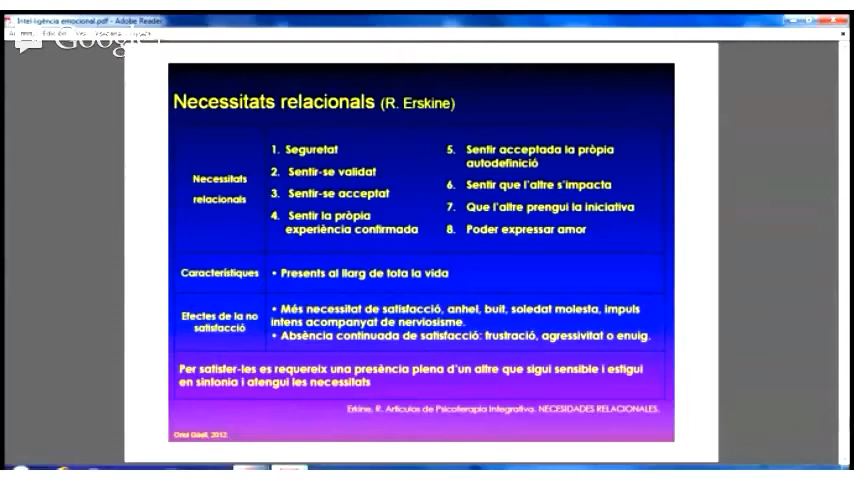 Intel·ligència emocional.pdf - Adobe Reader
Google+
Necessitats relacionals (R. Erskine)
Necessitats
relacionals
1. Seguretat
2. Sentir-se validat
3. Sentir-se acceptat
4. Sentir la pròpia
experiència confirmada
5. Sentir acceptada la pròpia
autodefinició
6. Sentir que l'altre s'impacta
7. Que l'altre prengui la iniciativa
8. Poder expressar amor
Característiques
• Presents al llarg de tota la vida
Efectes de la no
satisfacció
• Més necessitat de satisfacció, anhel, buit, soledat molesta, impuls
intens acompanyat de nerviosisme.
• Absència continuada de satisfacció: frustració, agressivitat o enuig.
Per satisfer-les es requereix una presència plena d'un altre que sigui sensible i estigui
en sintonia i atengui les necessitats
Erkine, R. Artículos de Psicoterapia Integrativa. NECESIDADES RELACIONALES.
Oriol Güell, 2012